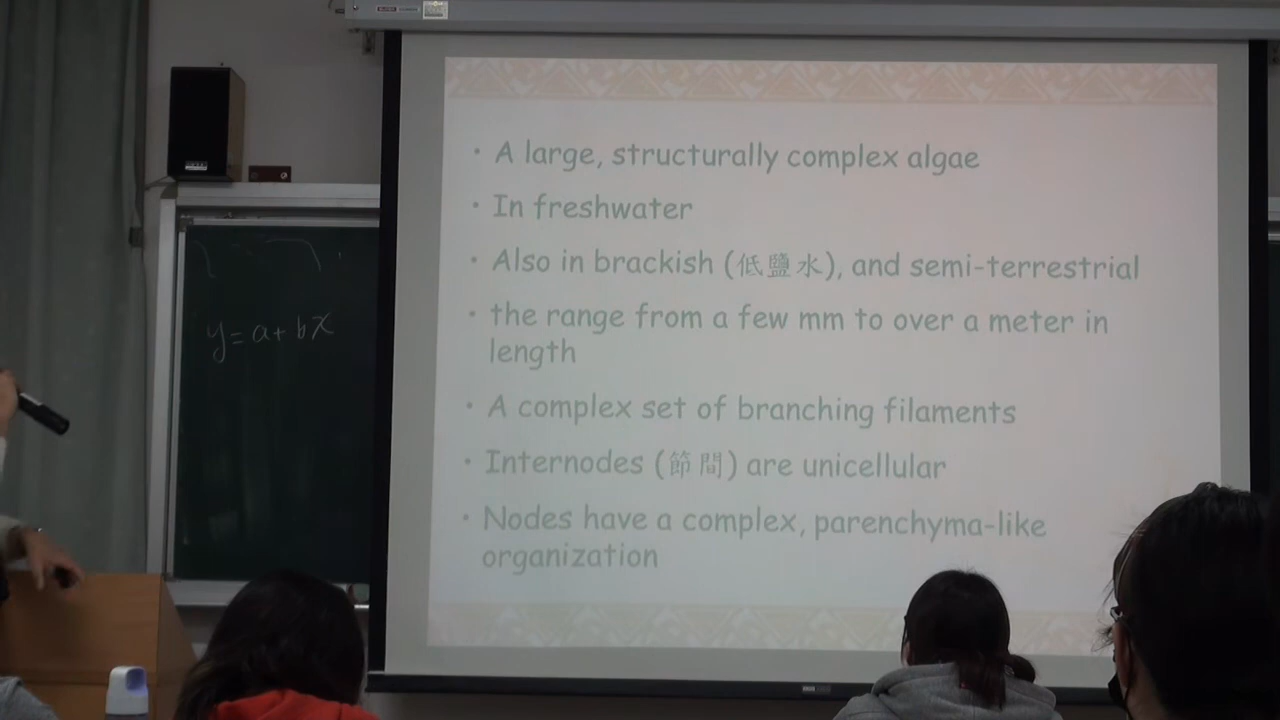 • A large, structurally complex algae
• In freshwater
• Also in brackish (低鹽水), and semi-terrestrial
• the range from a few mm to over a meter in
length
• A complex set of branching filaments
• Internodes (節間) are unicellular
• Nodes have a complex, parenchyma-like
organization
y=a+bx